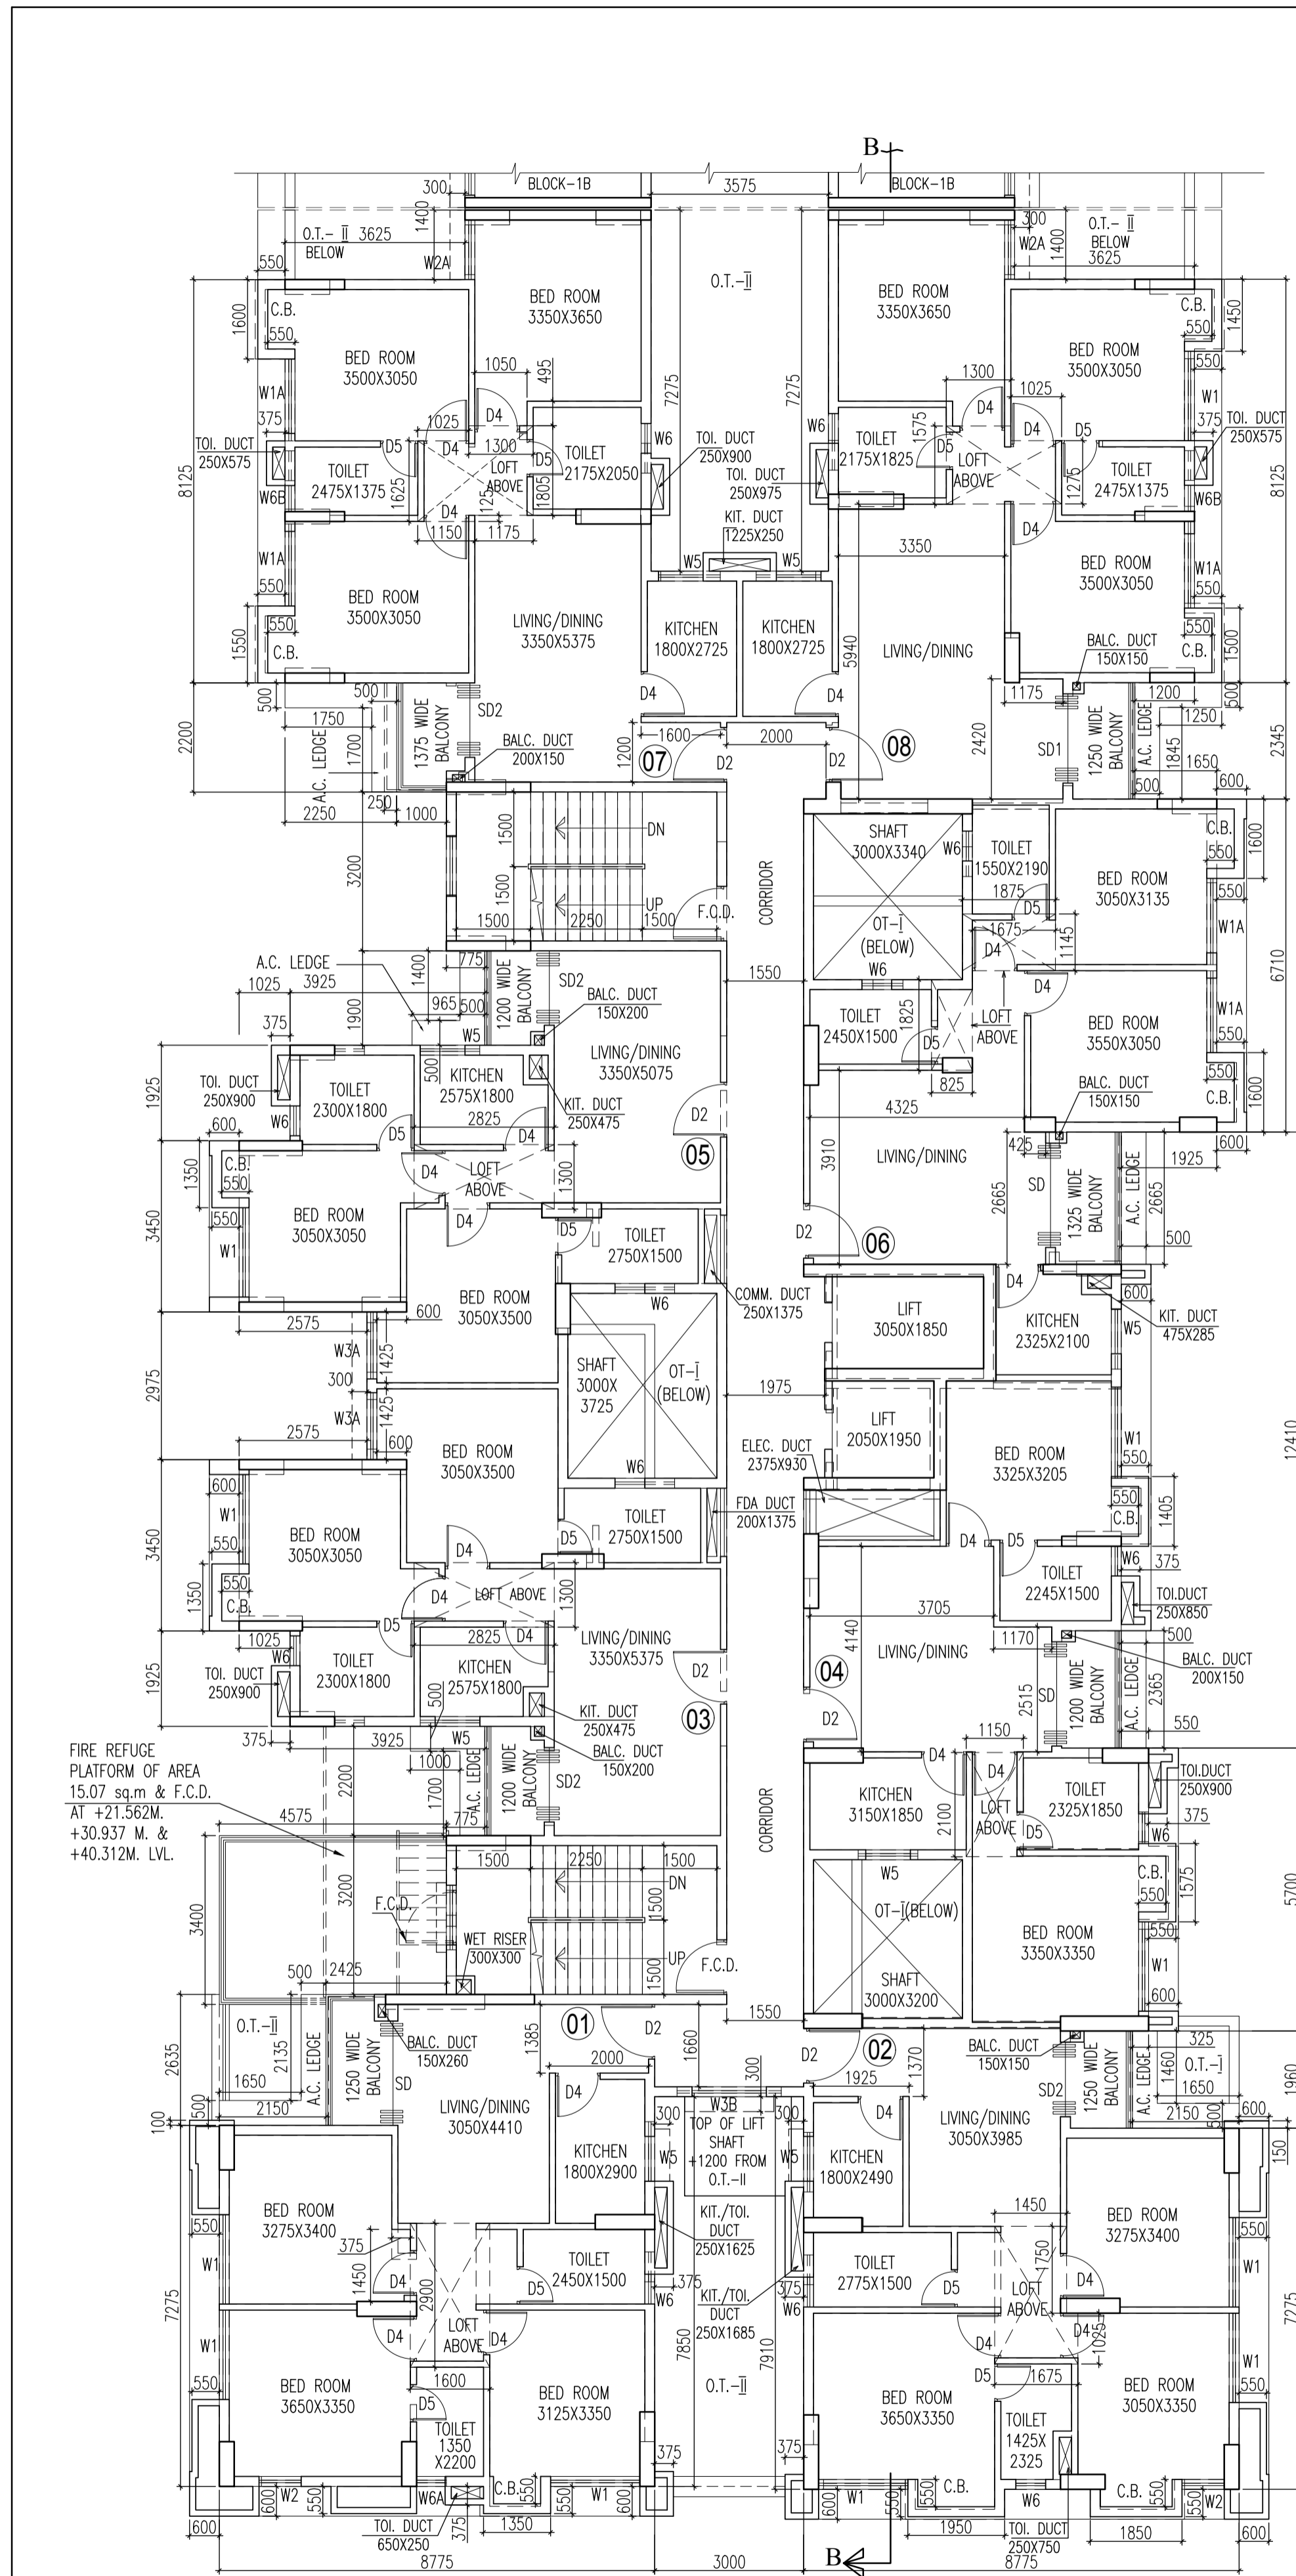 B
BLOCK-1B
3575
BLOCK-1B
300
1400
O.T.- II 3625
BELOW
W2A
550
300
W2A
1400
O.T.- II
BELOW
3625
O.T.-II
BED ROOM
3350X3650
BED ROOM
3350X3650
C.B.
550
1600
BED ROOM
3500X3050
C.B.
550
1450
550
BED ROOM
3500X3050
8125
W1A
375
TOI. DUCT
250X575
1050
495
1025
D4
D4
D5
1300
D5
LOFT
ABOVE
TOILET
2175X2050
TOILET
2475X1375
1625
125
1805
D4
1150
1175
W6B
W1A
550
7275
7275
W6
TOI. DUCT
250X900
TOI. DUCT
250X975
KIT. DUCT
1225X250
W5
W5
W6
1300
1025
1575
D4
D4
D5
D5
TOILET
2175X1825
LOFT
ABOVE
1275
TOILET
2475X1375
D4
W1
375
TOI. DUCT
250X575
W6B
8125
3350
W1A
550
550
BED ROOM
3500X3050
550
C.B.
1550
LIVING/DINING
3350X5375
KITCHEN
1800X2725
KITCHEN
1800X2725
5940
LIVING/DINING
BED ROOM
3500X3050
550
C.B.
1500
BALC. DUCT
150X150
500
2200
500
1750
1700
A.C. LEDGE
1375 WIDE
BALCONY
SD2
BALC. DUCT
200X150
D4
D4
1600
1200
07
D2
2000
D2
08
2420
1175
SD1
1250 WIDE
BALCONY
A.C. LEDGE
1200
1250
1845
1650
500
600
500
2345
250
2250
1000
3200
1500
1500
DN
UP
1500
2250
1500
F.C.D.
CORRIDOR
SHAFT
3000X3340
OT-I
(BELOW)
W6
W6
TOILET
1550X2190
1875
D5
1675
1145
D4
BED ROOM
3050X3135
C.B.
550
1600
550
W1A
6710
A.C. LEDGE
3925
1025
1400
775
965
500
1900
375
1200 WIDE
BALCONY
SD2
BALC. DUCT
150X200
W5
1550
1825
TOILET
2450X1500
D5
LOFT
ABOVE
D4
BED ROOM
3550X3050
W1A
550
550
C.B.
1600
BALC. DUCT
150X150
825
1925
TOI. DUCT
250X900
W6
TOILET
2300X1800
500
KITCHEN
2575X1800
2825
D5
D4
KIT. DUCT
250X475
LIVING/DINING
3350X5075
D2
05
4325
3910
LIVING/DINING
425
SD
1325 WIDE
BALCONY
A.C. LEDGE
1925
600
2665
2665
500
600
1350
C.B.
550
550
W1
3450
BED ROOM
3050X3050
D4
LOFT
ABOVE
1300
D4
D5
TOILET
2750X1500
D2
06
D4
BED ROOM
3050X3500
W6
COMM. DUCT
250X1375
LIFT
3050X1850
KITCHEN
2325X2100
600
W5
KIT. DUCT
475X285
2575
600
W3A
1425
300
2975
SHAFT
3000X
3725
OT-I
(BELOW)
1975
W3A
1425
2575
600
BED ROOM
3050X3500
W6
LIFT
2050X1950
ELEC. DUCT
2375X930
BED ROOM
3325X3205
W1
550
550
C.B.
1405
12410
600
W1
550
3450
BED ROOM
3050X3050
TOILET
2750X1500
FDA DUCT
200X1375
D4
D5
D4
D5
W6
375
TOILET
2245X1500
TOI.DUCT
250X850
550
C.B.
1350
D4
LOFT ABOVE
1300
3705
4140
1170
500
BALC. DUCT
200X150
1025
W6
TOI. DUCT
250X900
1925
D5
2825
D4
TOILET
2300X1800
KITCHEN
2575X1800
LIVING/DINING
3350X5375
D2
03
KIT. DUCT
250X475
BALC. DUCT
150X200
500
375
3925
W5
1000
LIVING/DINING
04
D2
2515
SD
1200 WIDE
BALCONY
A.C. LEDGE
2365
550
1150
FIRE REFUGE
PLATFORM OF AREA
15.07 sq.m & F.C.D.
AT +21.562M.
+30.937 M. &
+40.312M. LVL.
2200
1700
A.C. LEDGE
775
1200 WIDE
BALCONY
SD2
4575
CORRIDOR
KITCHEN
3150X1850
D4
2100
D4
LOFT
ABOVE
D5
TOILET
2325X1850
TOI.DUCT
250X900
375
W6
W5
3400
3200
F.C.D.
1500
2250
1500
DN
1500
WET RISER
300X300
UP
1500
F.C.D.
OT-I(BELOW)
SHAFT
3000X3200
C.B.
550
1575
550
BED ROOM
3350X3350
W1
600
5700
500
2425
1550
2635
O.T.-II
2135
A.C. LEDGE
1250 WIDE
BALCONY
SD
BALC. DUCT
150X260
1650
2150
500
100
1385
01
D2
2000
1660
300
D2
02
1370
1925
BALC. DUCT
150X150
SD2
1250 WIDE
BALCONY
A.C. LEDGE
325
1460
O.T.-I
1650
2150
500
600
1960
150
LIVING/DINING
3050X4410
D4
KITCHEN
1800X2900
300
W5
W3B
TOP OF LIFT
SHAFT
+1200 FROM
O.T.-II
300
W5
D4
KITCHEN
1800X2490
LIVING/DINING
3050X3985
550
W1
BED ROOM
3275X3400
375
1450
D4
2900
D5
TOILET
2450X1500
KIT./TOI.
DUCT
250X1625
375
W6
KIT./TOI.
DUCT
250X1685
375
W6
TOILET
2775X1500
D5
1450
1750
LOFT
ABOVE
D4
BED ROOM
3275X3400
550
W1
7275
W1
550
D4
LOFT
ABOVE
D4
1600
7850
7910
O.T.-II
D4
D4
1025
D5
1675
W1
550
7275
BED ROOM
3650X3350
D5
TOILET
1350
X2200
BED ROOM
3125X3350
BED ROOM
3650X3350
TOILET
1425X
2325
BED ROOM
3050X3350
375
375
W2
600
550
W6A
TOI. DUCT
650X250
375
C.B.
550
1350
W1
550
600
W1
600
550
550
C.B.
1950
W6
TOI. DUCT
250X750
C.B.
550
1850
W2
550
600
600
600
8775
3000
B
8775